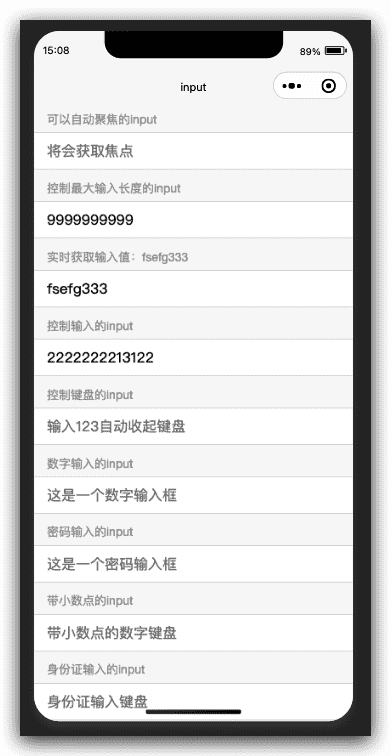 15:08
89%
input
可以自动聚焦的input
将会获取焦点
控制最大输入长度的input
9999999999
实时获取输入值：fsefg333
fsefg333
控制输入的input
2222222213122
控制键盘的input
输入123自动收起键盘
数字输入的input
这是一个数字输入框
密码输入的input
这是一个密码输入框
带小数点的input
带小数点的数字键盘
身份证输入的input
身份证输入键盘